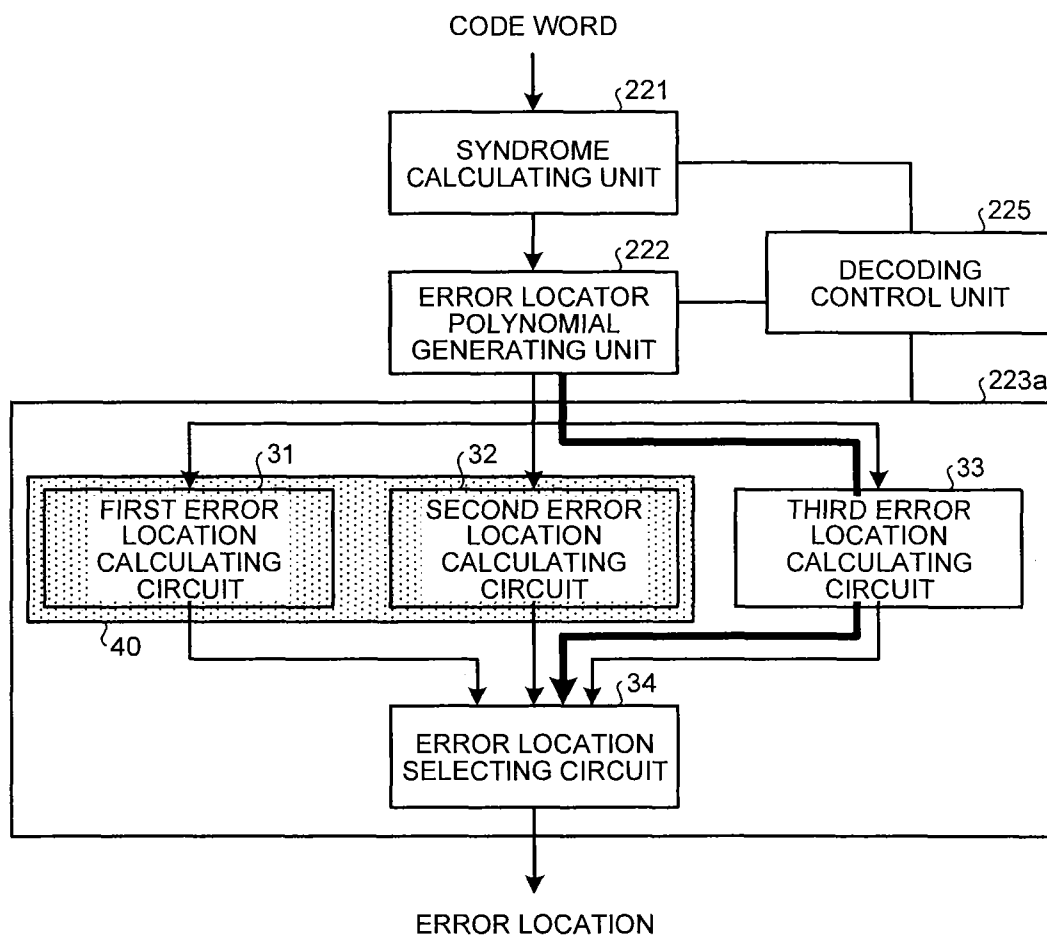 CODE WORD
221
SYNDROME
CALCULATING UNIT
225
DECODING
CONTROL UNIT
222
ERROR LOCATOR
POLYNOMIAL
GENERATING UNIT
223a
31
FIRST ERROR
LOCATION
CALCULATING
CIRCUIT
32
SECOND ERROR
LOCATION
CALCULATING
CIRCUIT
33
THIRD ERROR
LOCATION
CALCULATING
CIRCUIT
40
34
ERROR LOCATION
SELECTING CIRCUIT
ERROR LOCATION